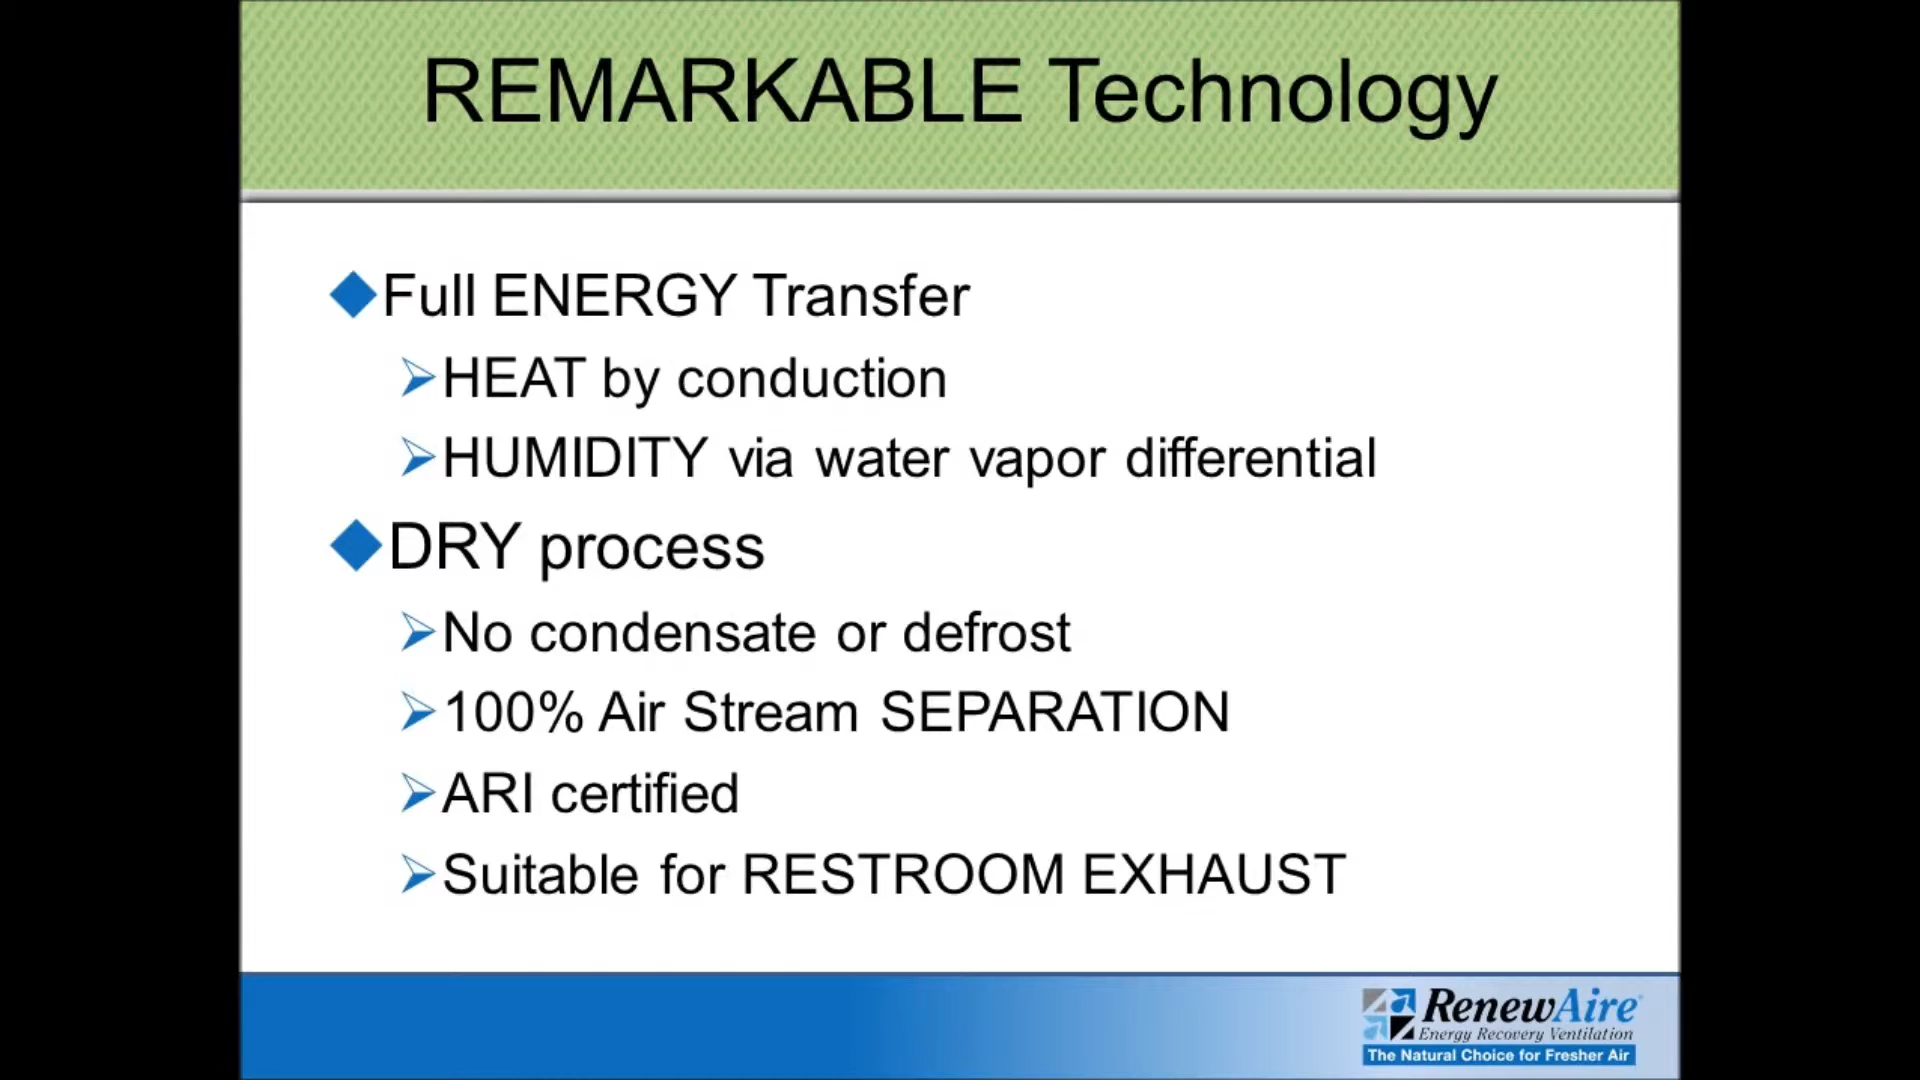 REMARKABLE Technology
Full ENERGY Transfer
HEAT by conduction
HUMIDITY via water vapor differential
DRY process
No condensate or defrost
100% Air Stream SEPARATION
ARI certified
Suitable for RESTROOM EXHAUST
RenewAire
Energy Recovery Ventilation
The Natural Choice for Fresher Air